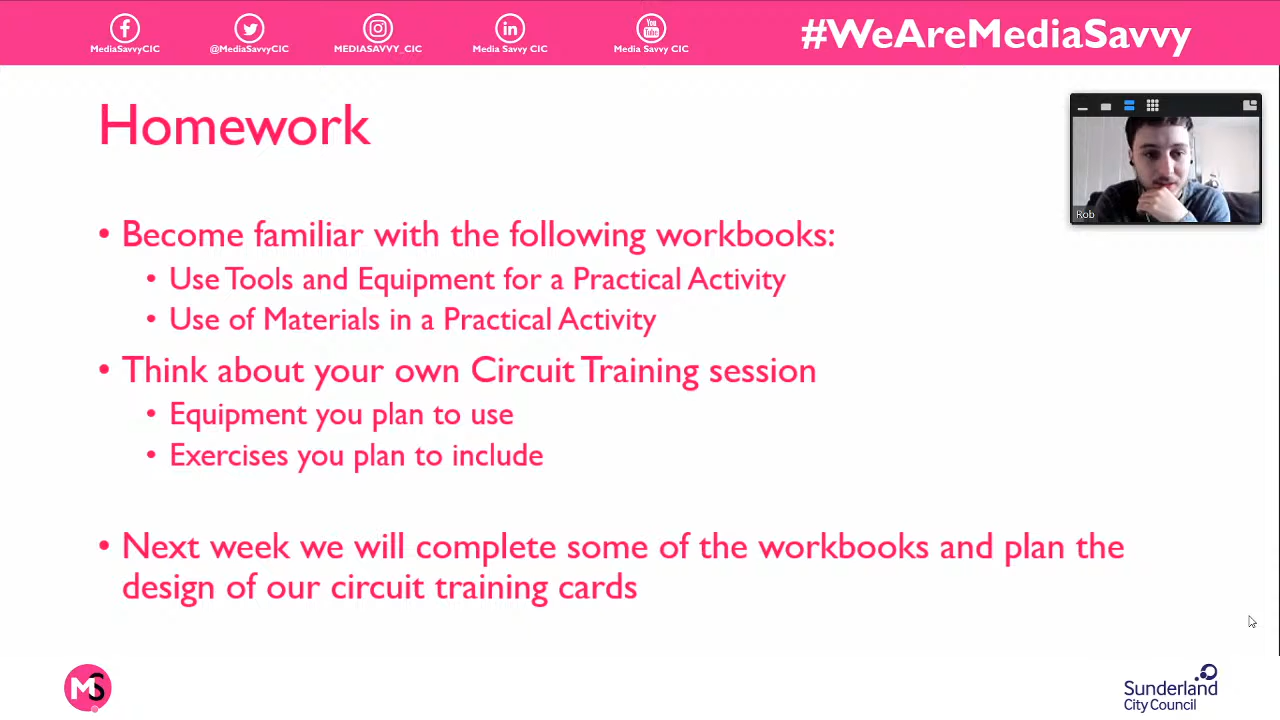 MediaSavvyCIC
@MediaSavvyCIC
MEDIASAVVY_CIC
Media Savvy CIC
You
Tube
Media Savvy CIC
#WeAreMediaSavvy
Homework
Rob
• Become familiar with the following workbooks:
• Use Tools and Equipment for a Practical Activity
• Use of Materials in a Practical Activity
• Think about your own Circuit Training session
• Equipment you plan to use
• Exercises you plan to include
• Next week we will complete some of the workbooks and plan the
design of our circuit training cards
MS
Sunderland
City Council